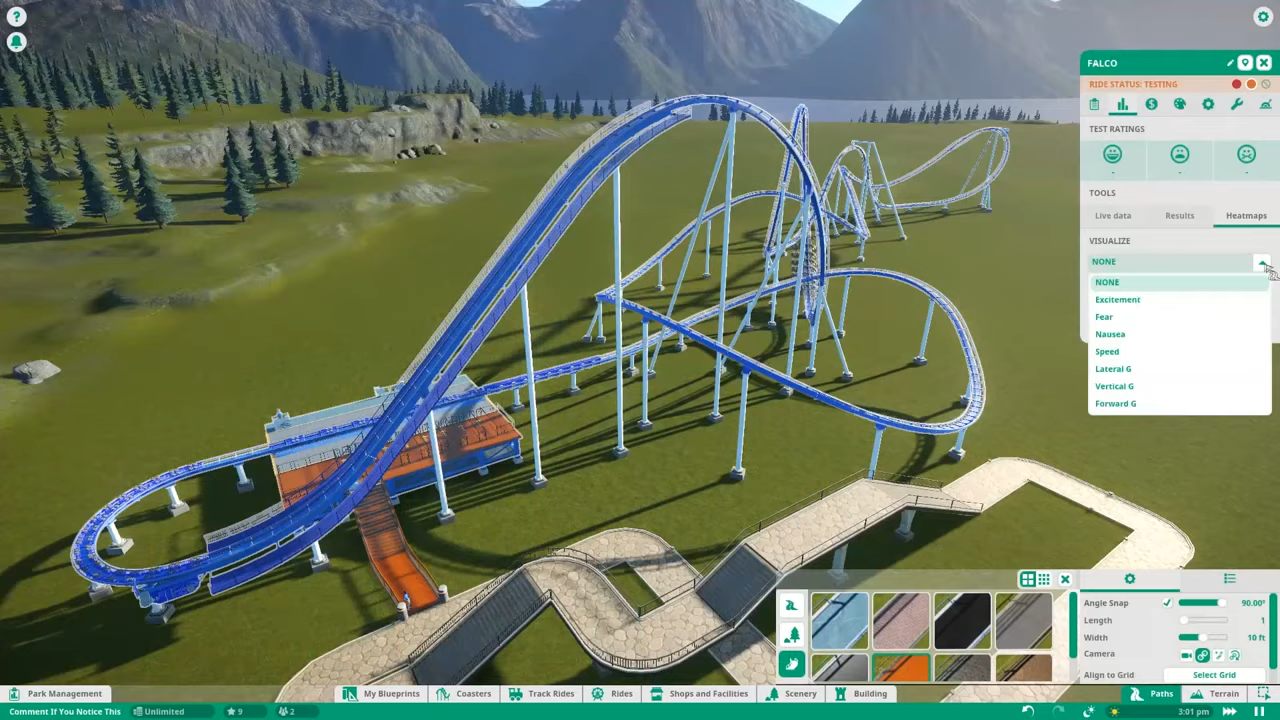 ?
FALCO
RIDE STATUS: TESTING
TEST RATINGS
- - -
TOOLS
Live data Results Heatmaps
VISUALIZE
NONE
NONE
Excitement
Fear
Nausea
Speed
Lateral G
Vertical G
Forward G
Angle Snap 90.00°
Length 1
Width 10 ft
Camera
Align to Grid Select Grid
Park Management My Blueprints Coasters Track Rides Rides Shops and Facilities Scenery Building Paths Terrain
Comment If You Notice This Unlimited 9 2 3:01 pm